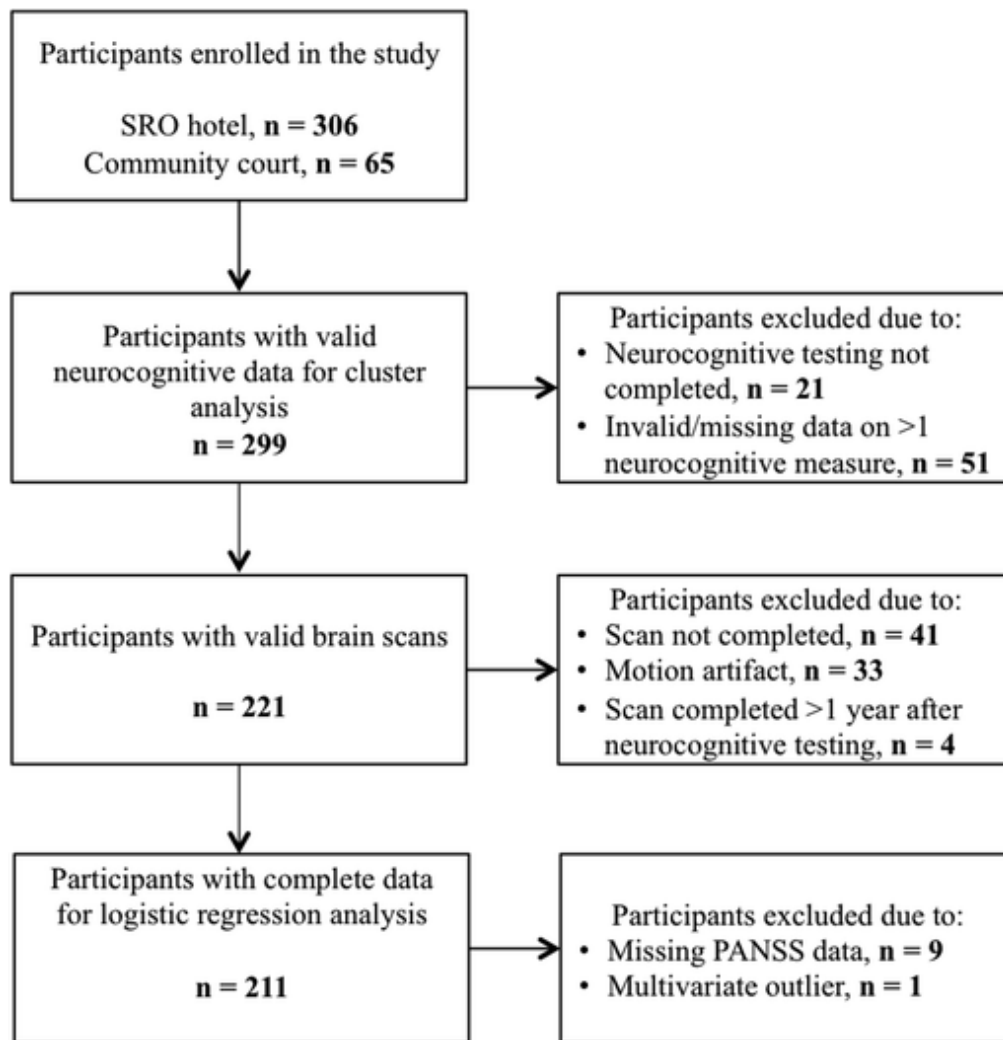 Participants enrolled in the study
SRO hotel, n = 306
Community court, n = 65
Participants with valid
neurocognitive data for cluster
analysis
n = 299
Participants excluded due to:
• Neurocognitive testing not
completed, n = 21
• Invalid/missing data on >1
neurocognitive measure, n = 51
Participants with valid brain scans
n = 221
Participants excluded due to:
• Scan not completed, n = 41
• Motion artifact, n = 33
• Scan completed >1 year after
neurocognitive testing, n = 4
Participants with complete data
for logistic regression analysis
n = 211
Participants excluded due to:
• Missing PANSS data, n = 9
• Multivariate outlier, n = 1